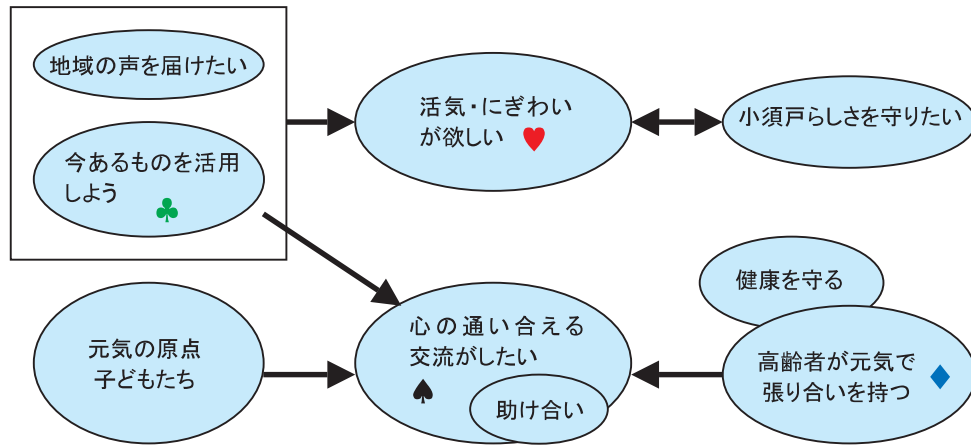 地域の声を届けたい
今あるものを活用
しよう ♣
活気・にぎわい
が欲しい ♥
小須戸らしさを守りたい
元気の原点
子どもたち
心の通い合える
交流がしたい
♠
助け合い
健康を守る
高齢者が元気で
張り合いを持つ ♦